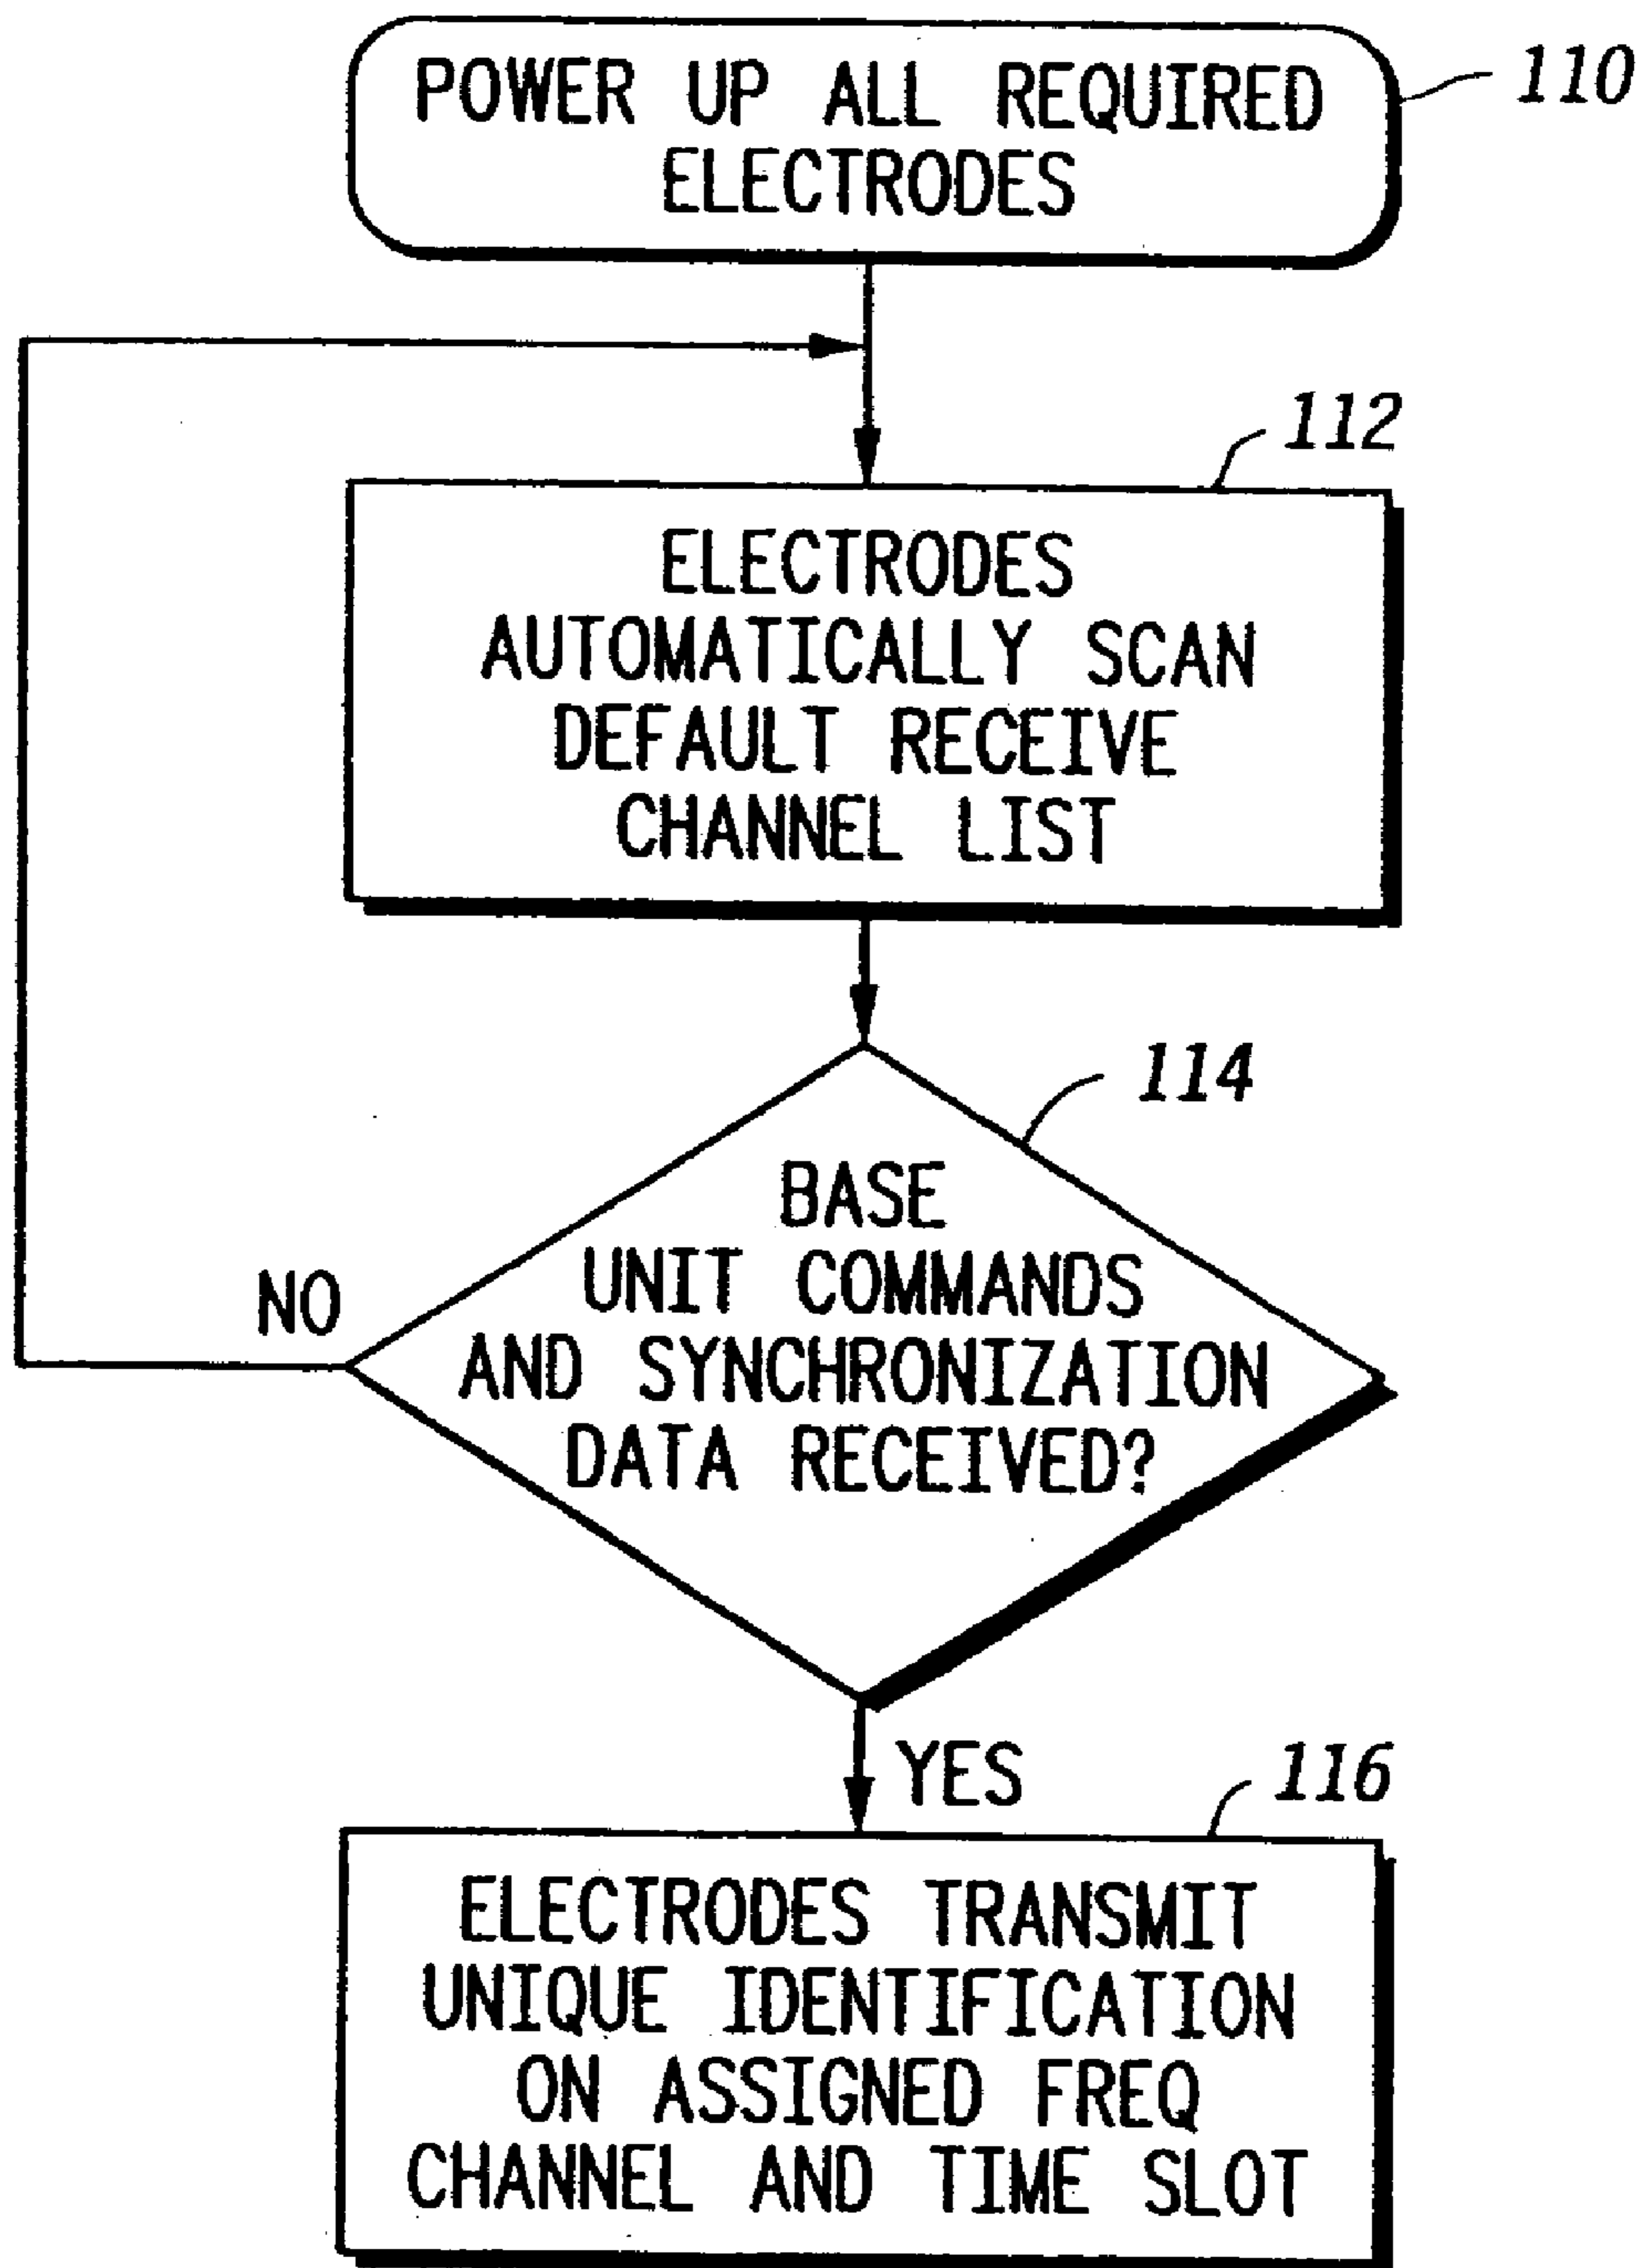 POWER UP ALL REQUIRED
ELECTRODES
110
112
ELECTRODES
AUTOMATICALLY SCAN
DEFAULT RECEIVE
CHANNEL LIST
114
BASE
UNIT COMMANDS
AND SYNCHRONIZATION
DATA RECEIVED?
NO
YES
116
ELECTRODES TRANSMIT
UNIQUE IDENTIFICATION
ON ASSIGNED FREQ
CHANNEL AND TIME SLOT